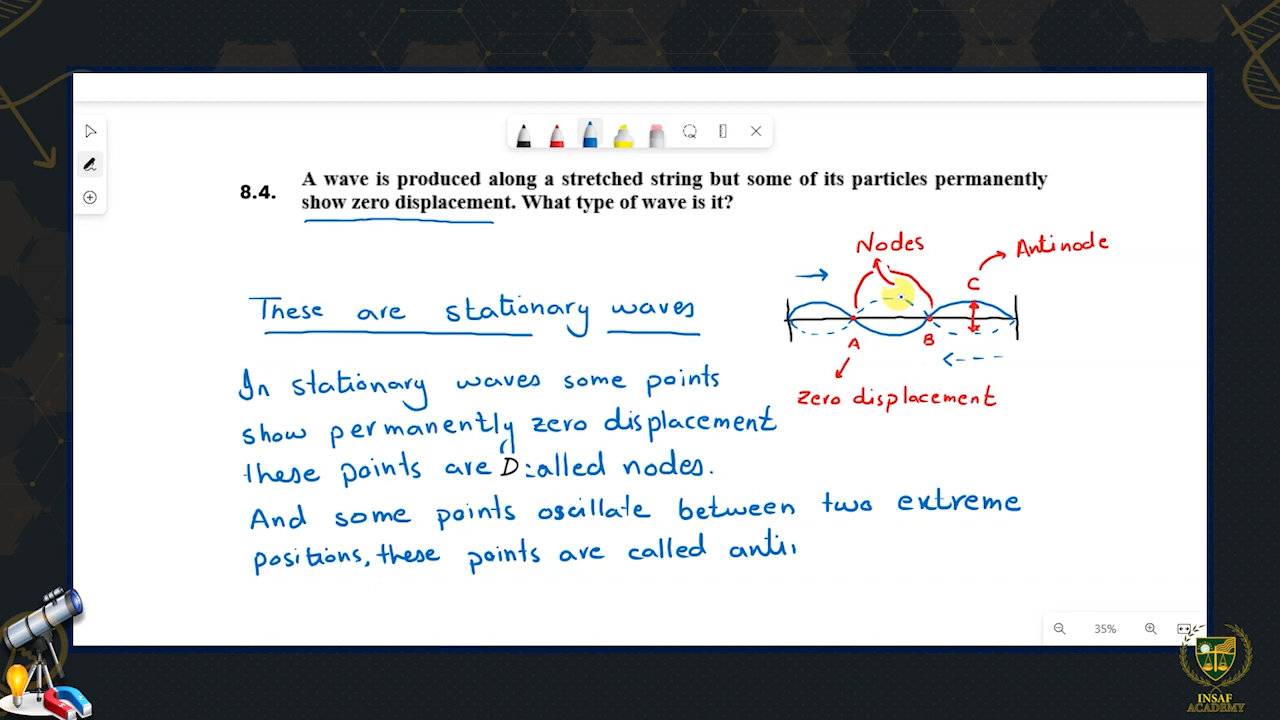 8.4. A wave is produced along a stretched string but some of its particles permanently
show zero displacement. What type of wave is it?
Nodes
Antinode
C
These are stationary waves
A
B
Zero displacement
In stationary waves some points
show permanently zero displacement
these points are D called nodes.
And some points oscillate between two extreme
positions, these points are called anti
35%
INSAF
ACADEMY